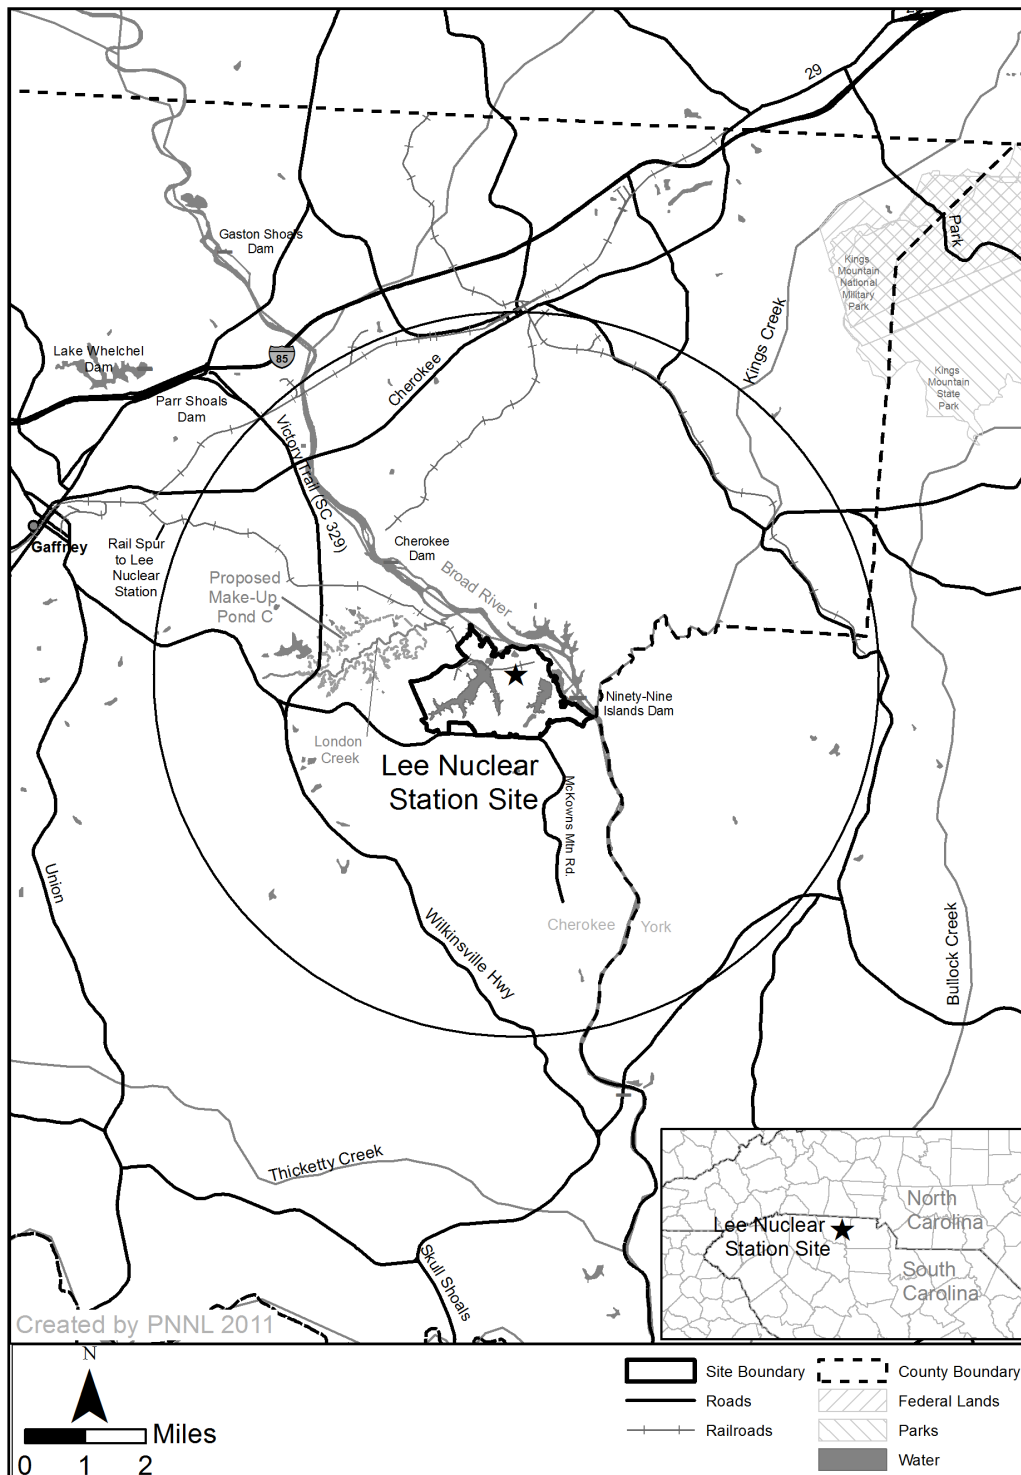 29
Gaston Shoals
Dam
Park
Kings
Mountain
National
Military
Park
Kings Creek
Lake Whelchel
Dam
85
Cherokee
Kings
Mountain
State
Park
Parr Shoals
Dam
Victory Trail (SC 329)
Gaffney
Rail Spur
to Lee
Nuclear
Station
Cherokee
Dam
Broad River
Proposed
Make-Up
Pond C
Ninety-Nine
Islands Dam
London
Creek
Lee Nuclear
Station Site
McKowns Mtn Rd.
Union
Wilkinsville Hwy
Cherokee
York
Bullock Creek
Thicketty Creek
Skull Shoals
North
Carolina
Lee Nuclear
Station Site
South
Carolina
Created by PNNL 2011
N
Miles
0 1 2
Site Boundary
Roads
Railroads
County Boundary
Federal Lands
Parks
Water